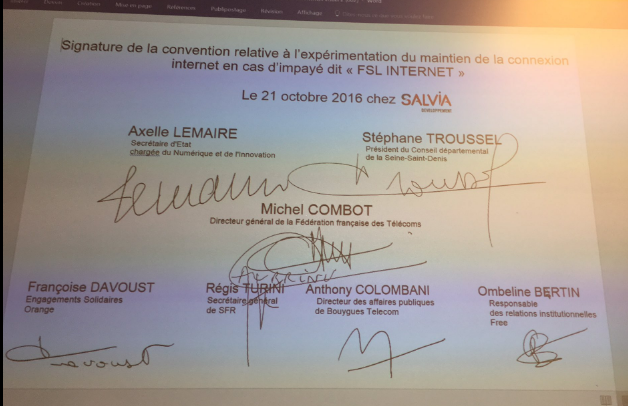 Signature de la convention relative à l'expérimentation du maintien de la connexion
internet en cas d'impayé dit « FSL INTERNET »
Le 21 octobre 2016 chez SALVIA
Axelle LEMAIRE
Secrétaire d'Etat
chargée du Numérique et de l'Innovation
Stéphane TROUSSEL
Président du Conseil départemental
de la Seine-Saint-Denis
Michel COMBOT
Directeur général de la Fédération française des Télécoms
Françoise DAVOUST
Engagements Solidaires
Orange
Régis TURINI
Secrétaire général
de SFR
Anthony COLOMBANI
Directeur des affaires publiques
de Bouygues Telecom
Ombeline BERTIN
Responsable
des relations institutionnelles
Free